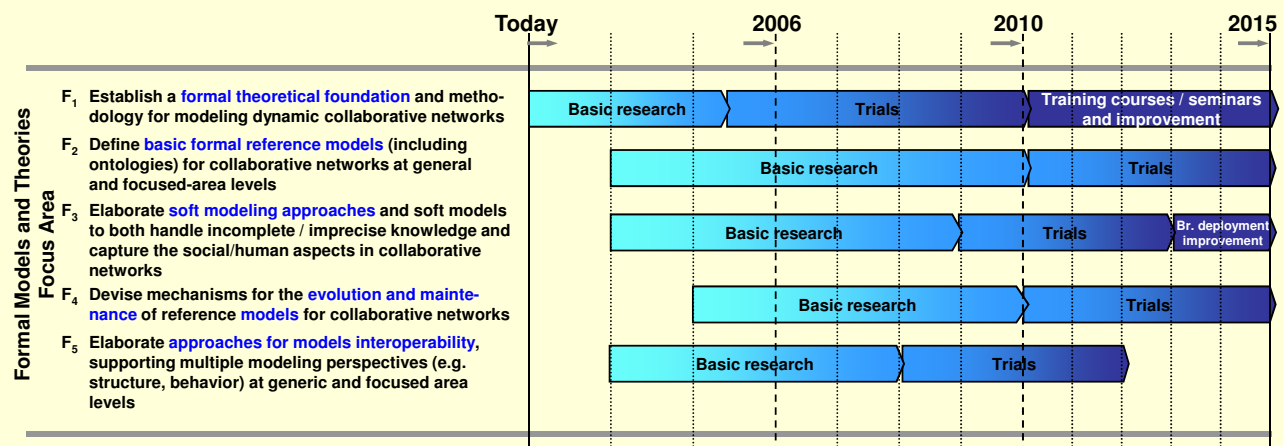 Today 2006 2010 2015
Formal Models and Theories
Focus Area
F1 Establish a formal theoretical foundation and metho-
dology for modeling dynamic collaborative networks
Basic research
Trials
Training courses / seminars
and improvement
F2 Define basic formal reference models (including
ontologies) for collaborative networks at general
and focused-area levels
Basic research
Trials
F3 Elaborate soft modeling approaches and soft models
to both handle incomplete / imprecise knowledge and
capture the social/human aspects in collaborative
networks
Basic research
Trials
Br. deployment
improvement
F4 Devise mechanisms for the evolution and mainte-
nance of reference models for collaborative networks
Basic research
Trials
F5 Elaborate approaches for models interoperability,
supporting multiple modeling perspectives (e.g.
structure, behavior) at generic and focused area
levels
Basic research
Trials